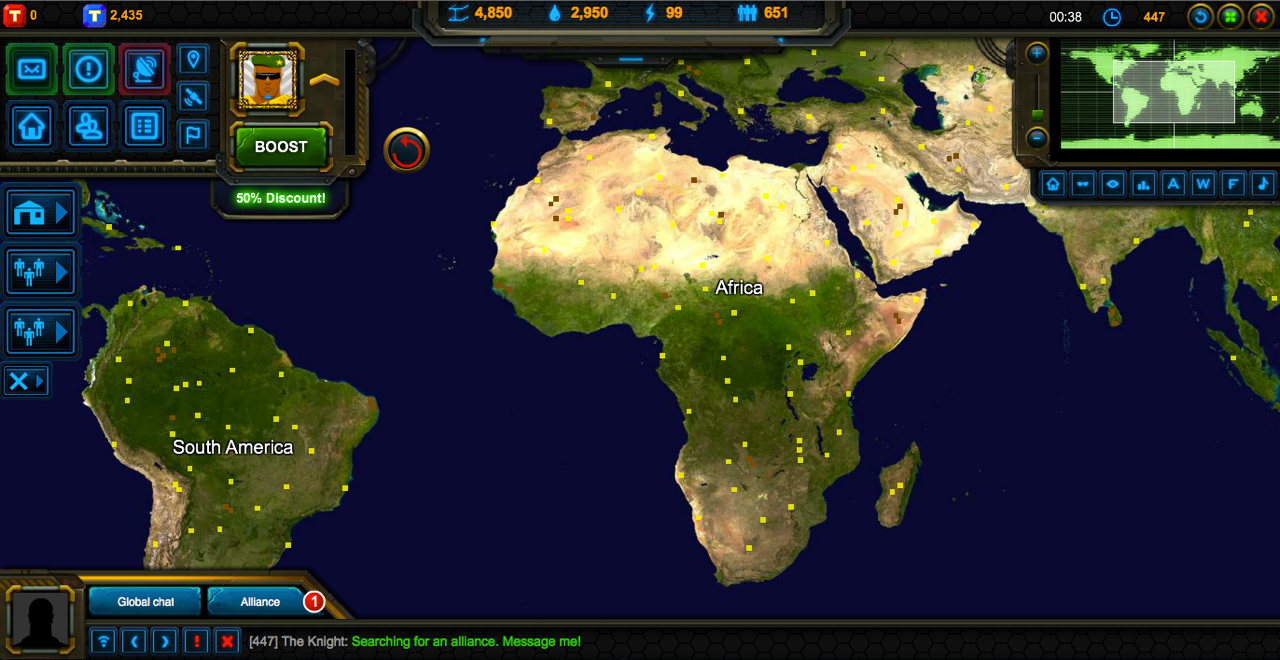 T 0
T 2,435
4,850
2,950
99
651
00:38
447
BOOST
50% Discount!
A W F
Africa
South America
Global chat
Alliance
1
[447] The Knight: Searching for an alliance. Message me!